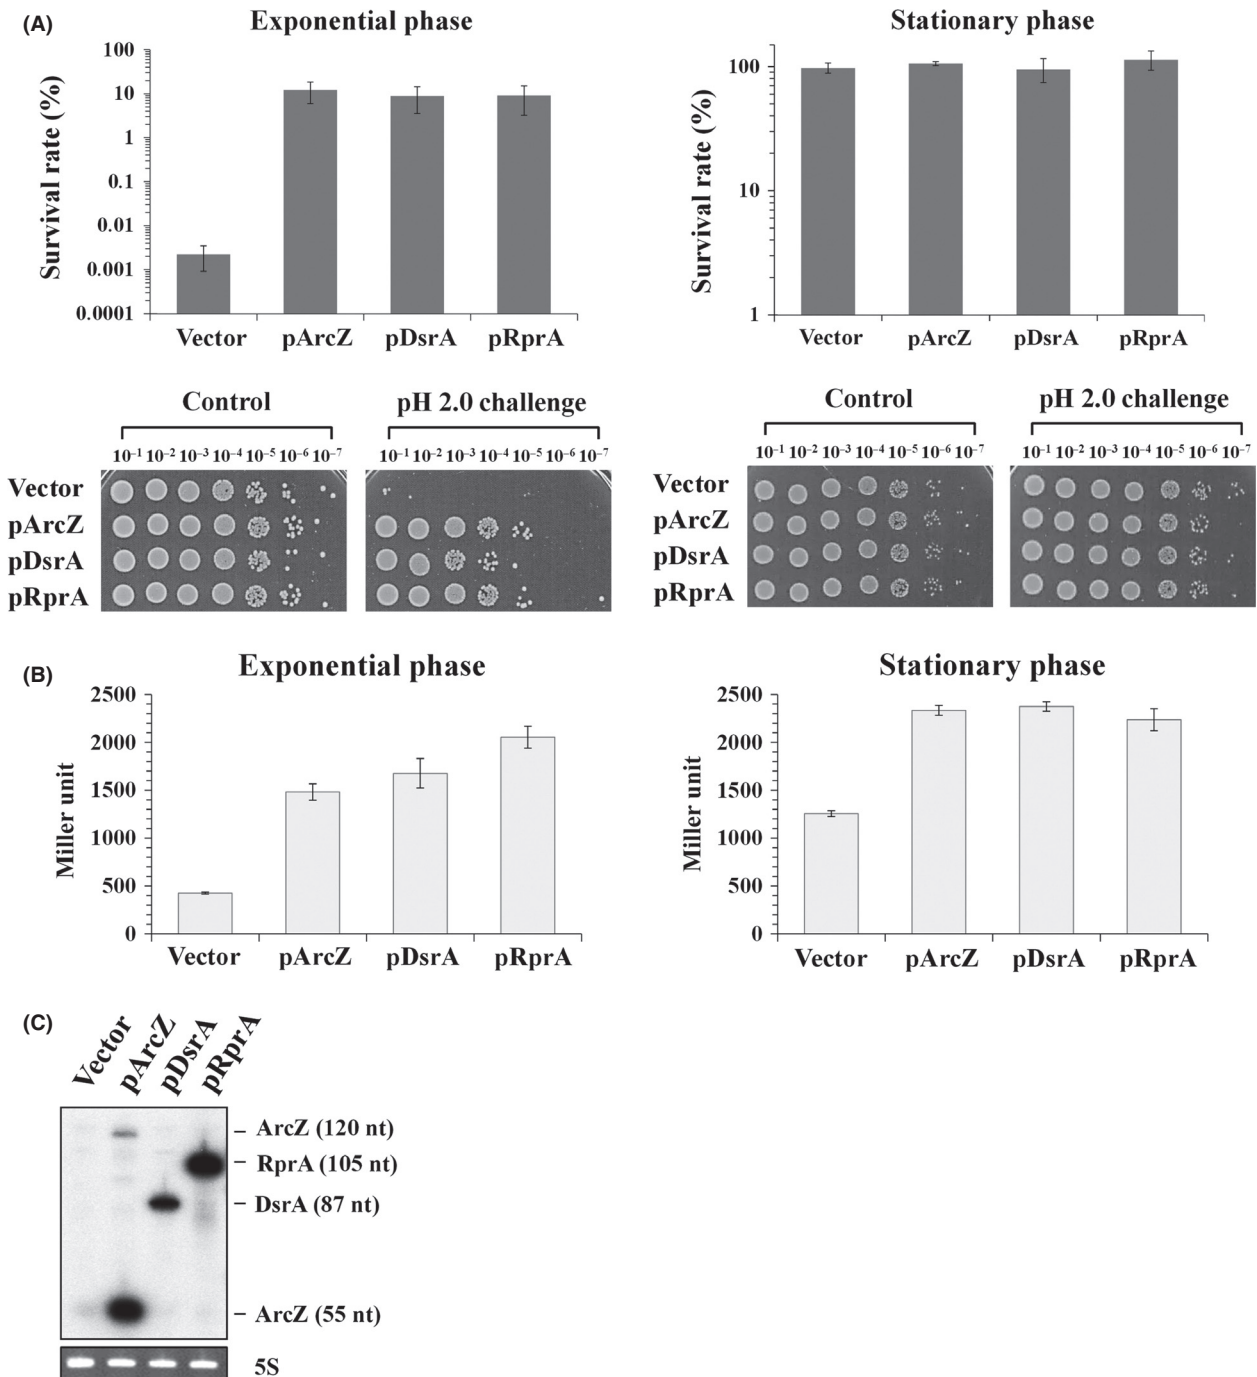 (A)
Exponential phase
Survival rate (%)
100
10
1
0.1
0.01
0.001
0.0001
Vector pArcZ pDsrA pRprA
Stationary phase
Survival rate (%)
100
10
1
Vector pArcZ pDsrA pRprA
Control pH 2.0 challenge
10⁻¹ 10⁻² 10⁻³ 10⁻⁴ 10⁻⁵ 10⁻⁶ 10⁻⁷ 10⁻¹ 10⁻² 10⁻³ 10⁻⁴ 10⁻⁵ 10⁻⁶ 10⁻⁷
Vector
pArcZ
pDsrA
pRprA
Control pH 2.0 challenge
10⁻¹ 10⁻² 10⁻³ 10⁻⁴ 10⁻⁵ 10⁻⁶ 10⁻⁷ 10⁻¹ 10⁻² 10⁻³ 10⁻⁴ 10⁻⁵ 10⁻⁶ 10⁻⁷
Vector
pArcZ
pDsrA
pRprA
(B)
Exponential phase
Miller unit
2500
2000
1500
1000
500
0
Vector pArcZ pDsrA pRprA
Stationary phase
Miller unit
2500
2000
1500
1000
500
0
Vector pArcZ pDsrA pRprA
(C)
Vector pArcZ pDsrA pRprA
– ArcZ (120 nt)
– RprA (105 nt)
– DsrA (87 nt)
– ArcZ (55 nt)
5S